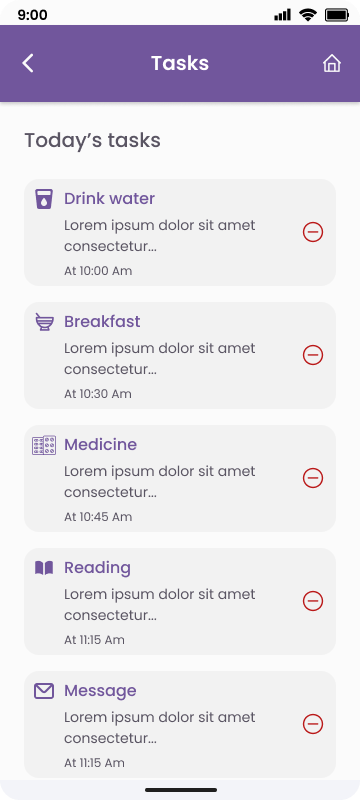 9:00
Tasks
Today's tasks
Drink water
Lorem ipsum dolor sit amet
consectetur...
At 10:00 Am
Breakfast
Lorem ipsum dolor sit amet
consectetur...
At 10:30 Am
Medicine
Lorem ipsum dolor sit amet
consectetur...
At 10:45 Am
Reading
Lorem ipsum dolor sit amet
consectetur...
At 11:15 Am
Message
Lorem ipsum dolor sit amet
consectetur...
At 11:15 Am